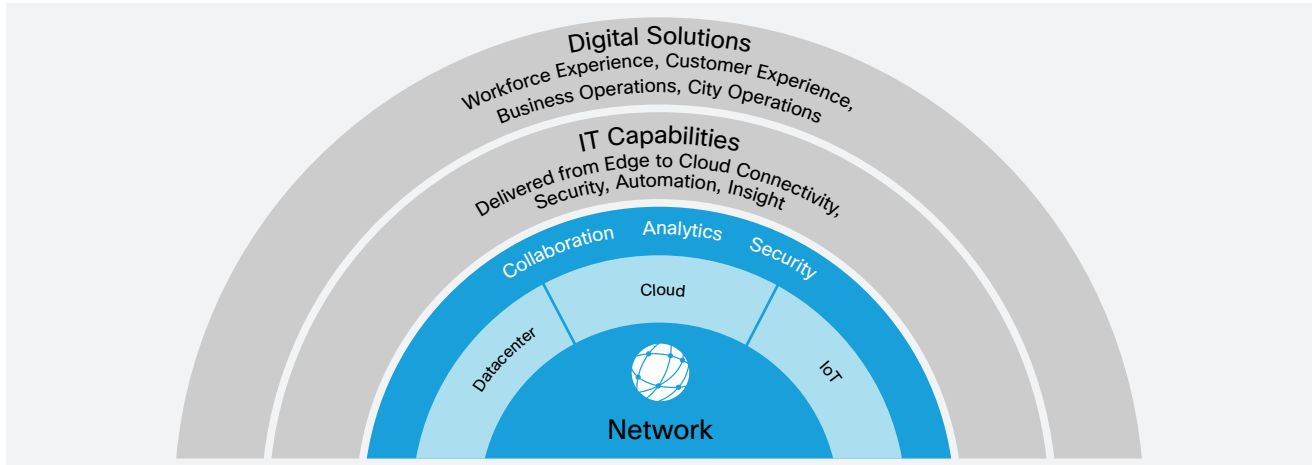 Digital Solutions
Workforce Experience, Customer Experience,
Business Operations, City Operations
IT Capabilities
Delivered from Edge to Cloud Connectivity,
Security, Automation, Insight
Collaboration Analytics Security
Datacenter Cloud IoT
Network